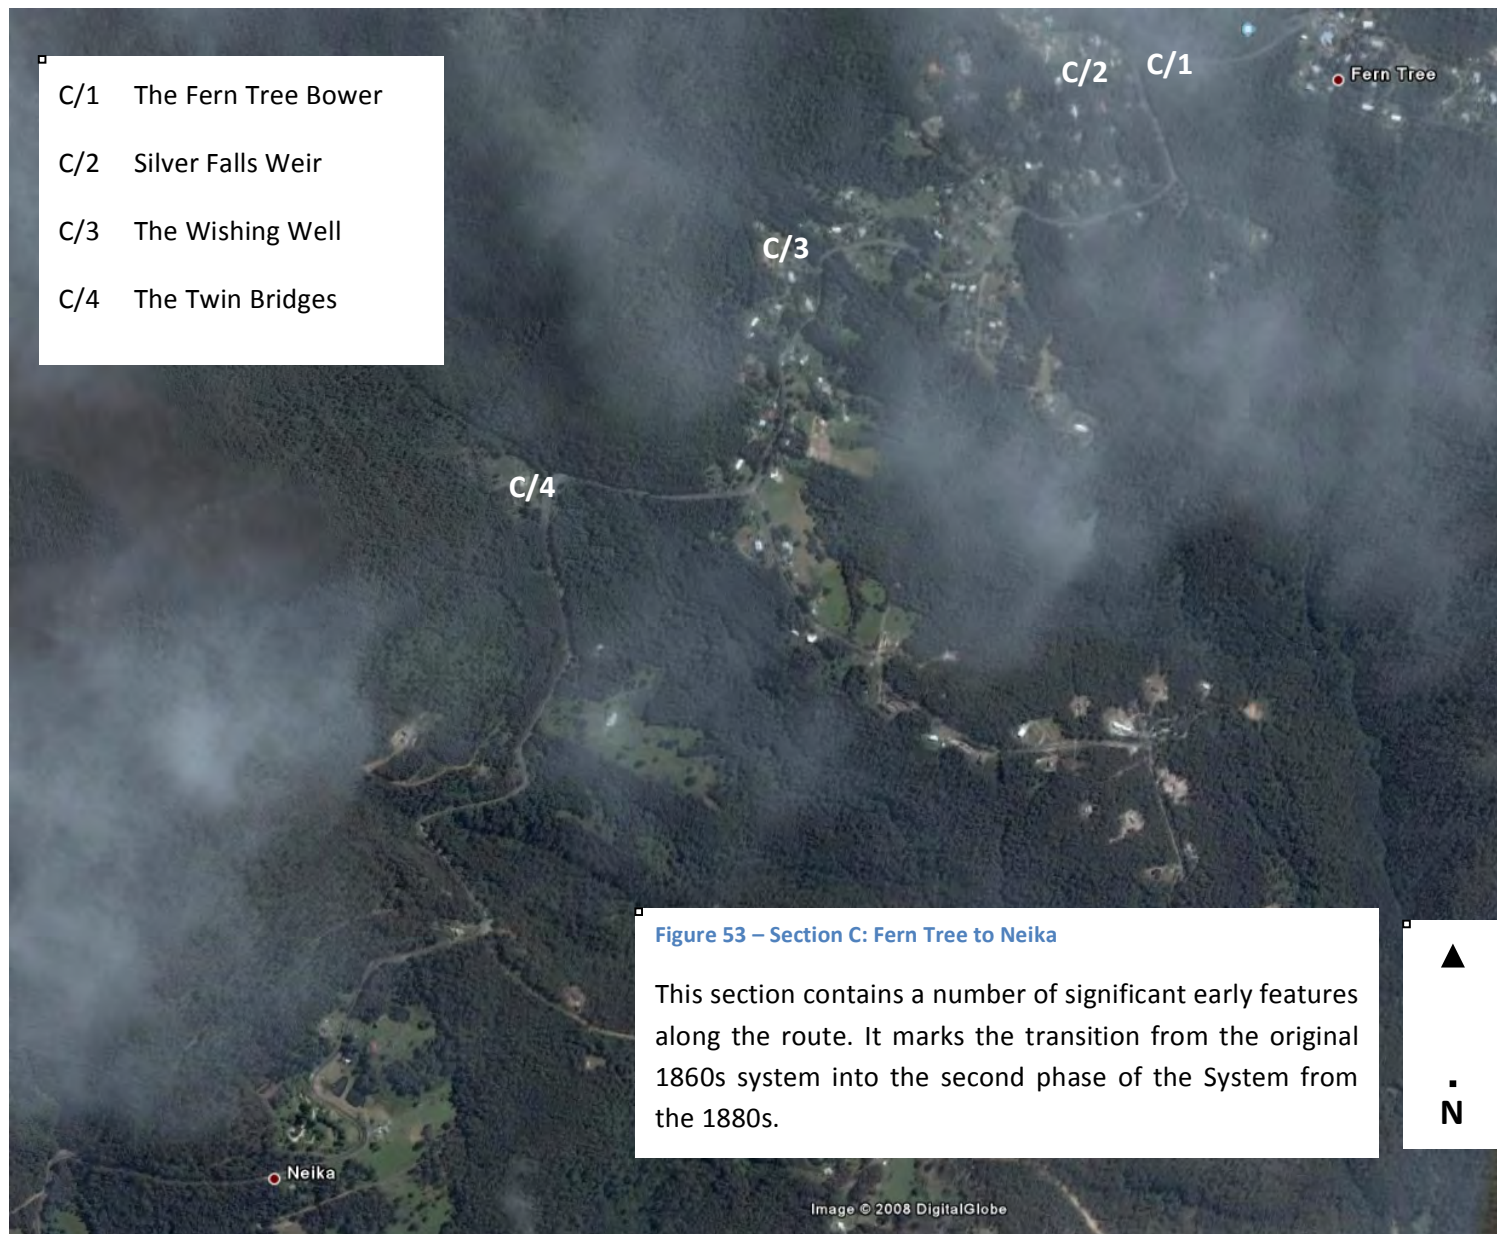 C/1 The Fern Tree Bower
C/2 Silver Falls Weir
C/3 The Wishing Well
C/4 The Twin Bridges
C/2 C/1
Fern Tree
C/3
C/4
Figure 53 – Section C: Fern Tree to Neika
This section contains a number of significant early features
along the route. It marks the transition from the original
1860s system into the second phase of the System from
the 1880s.
N
Neika
Image © 2008 DigitalGlobe